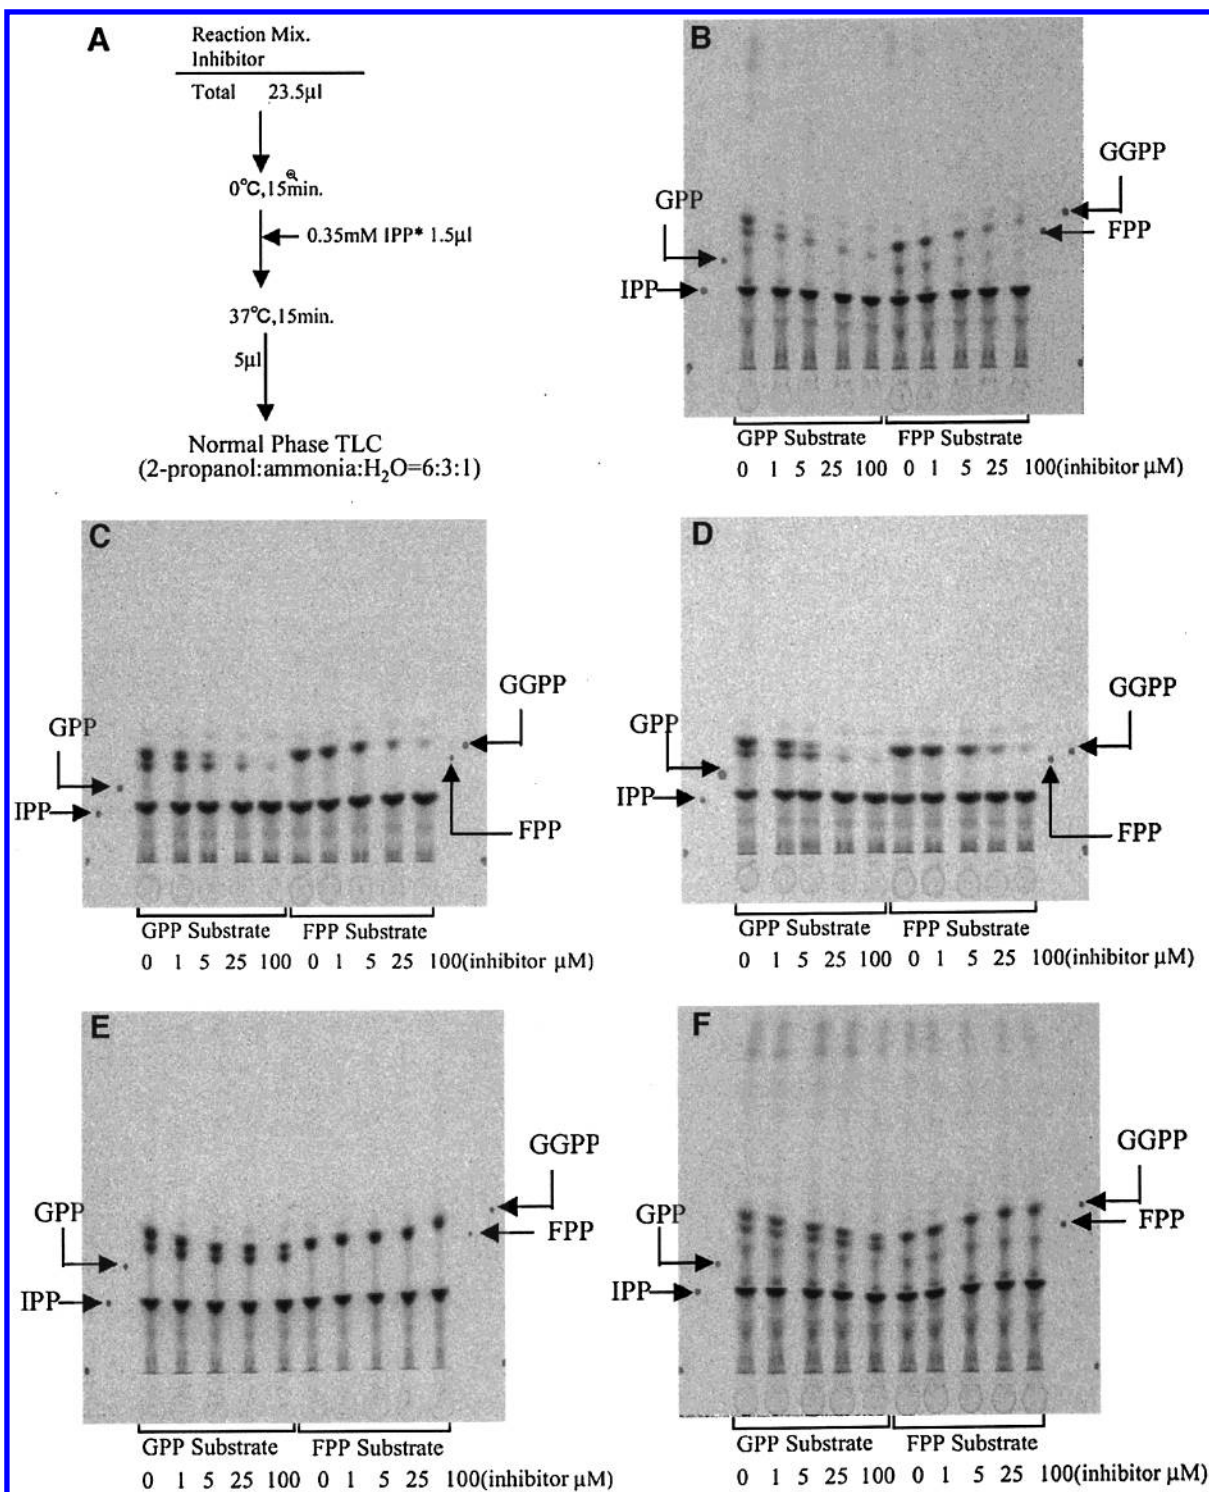 A
Reaction Mix.
Inhibitor
Total 23.5µl
0°C,15min.
0.35mM IPP* 1.5µl
37°C,15min.
5µl
Normal Phase TLC
(2-propanol:ammonia:H₂O=6:3:1)
B
GPP
IPP
GGPP
FPP
GPP Substrate FPP Substrate
0 1 5 25 100 0 1 5 25 100(inhibitor µM)
C
GPP
IPP
GGPP
FPP
GPP Substrate FPP Substrate
0 1 5 25 100 0 1 5 25 100(inhibitor µM)
D
GPP
IPP
GGPP
FPP
GPP Substrate FPP Substrate
0 1 5 25 100 0 1 5 25 100(inhibitor µM)
E
GPP
IPP
GGPP
FPP
GPP Substrate FPP Substrate
0 1 5 25 100 0 1 5 25 100(inhibitor µM)
F
GPP
IPP
GGPP
FPP
GPP Substrate FPP Substrate
0 1 5 25 100 0 1 5 25 100(inhibitor µM)